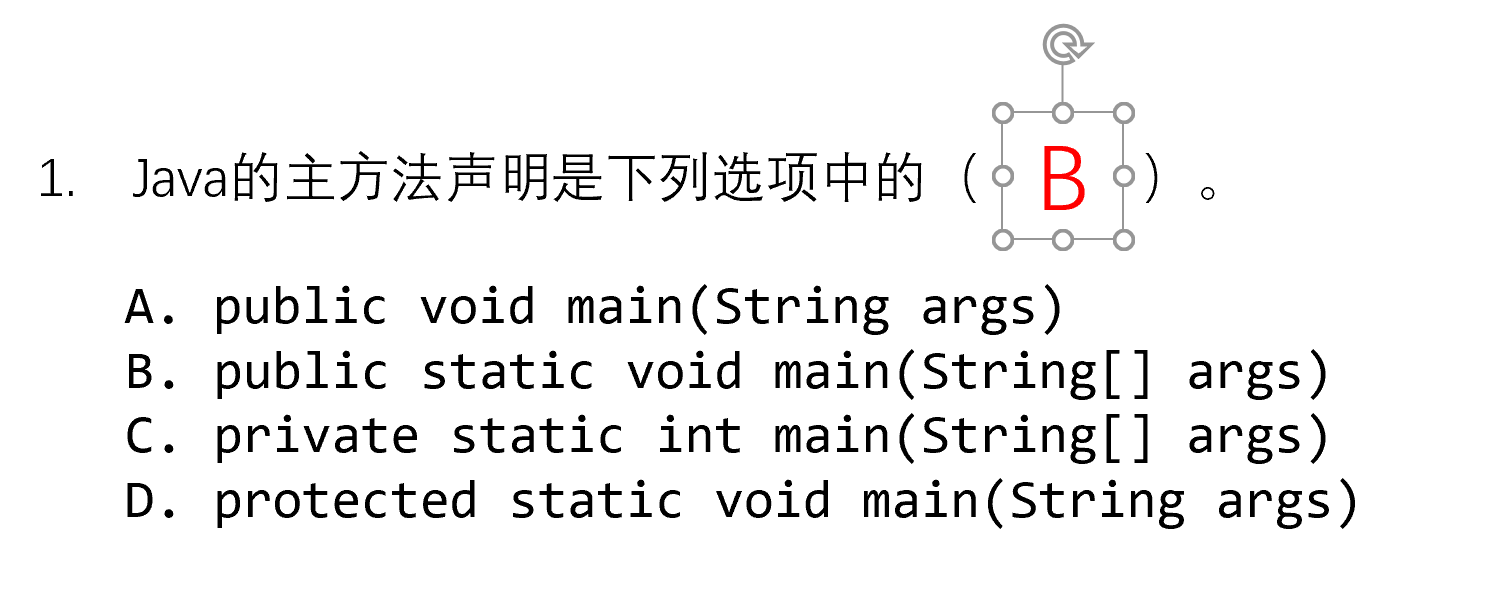 1. Java的主方法声明是下列选项中的（B）。
A. public void main(String args)
B. public static void main(String[] args)
C. private static int main(String[] args)
D. protected static void main(String args)